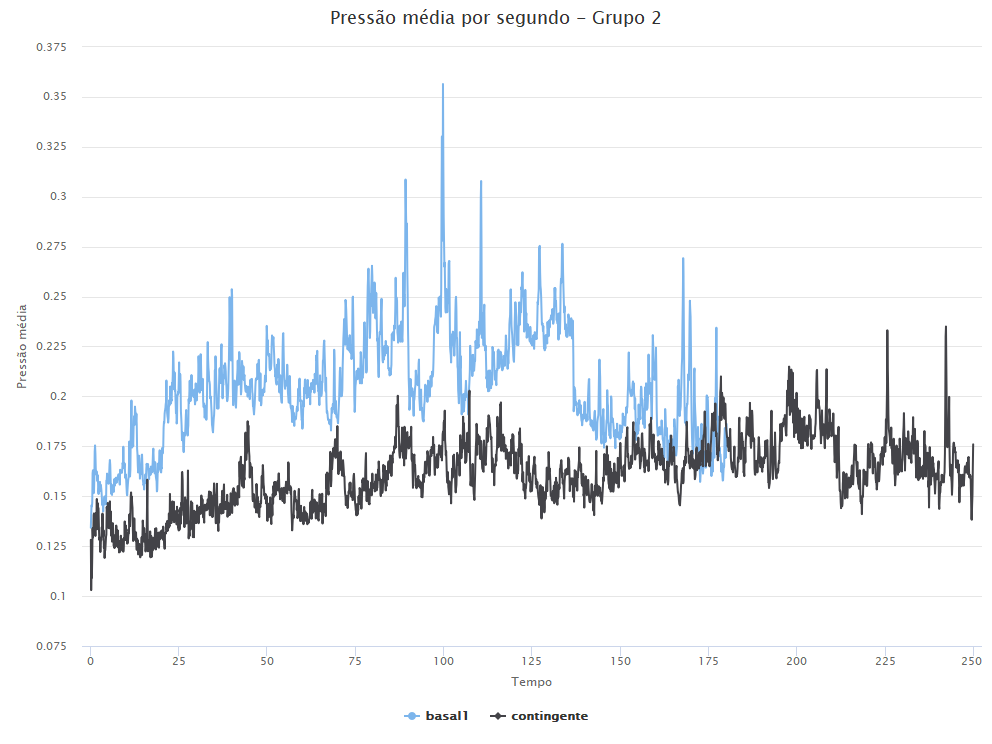 Pressão média por segundo – Grupo 2
0.375
0.35
0.325
0.3
0.275
0.25
0.225
0.2
0.175
0.15
0.125
0.1
0.075
Pressão média
0 25 50 75 100 125 150 175 200 225 250
Tempo
basal1 contingente